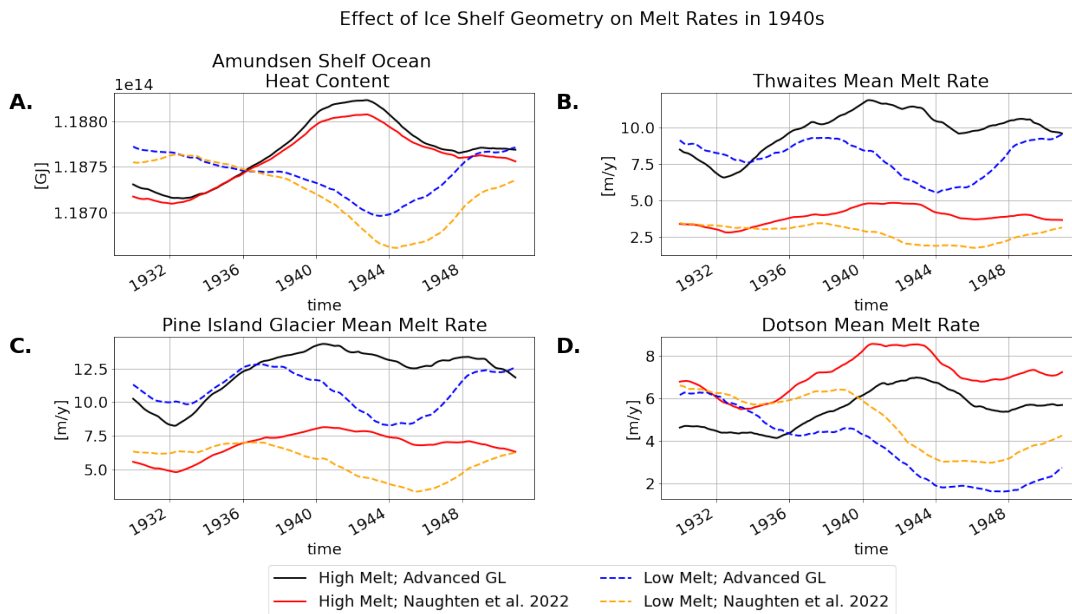 Effect of Ice Shelf Geometry on Melt Rates in 1940s
A.
Amundsen Shelf Ocean
Heat Content
1e14
1.1880
1.1875
1.1870
[GJ]
1932
1936
1940
1944
1948
time
B.
Thwaites Mean Melt Rate
10.0
7.5
5.0
2.5
[m/y]
1932
1936
1940
1944
1948
time
C.
Pine Island Glacier Mean Melt Rate
12.5
10.0
7.5
5.0
[m/y]
1932
1936
1940
1944
1948
time
D.
Dotson Mean Melt Rate
8
6
4
2
[m/y]
1932
1936
1940
1944
1948
time
High Melt; Advanced GL
High Melt; Naughten et al. 2022
Low Melt; Advanced GL
Low Melt; Naughten et al. 2022